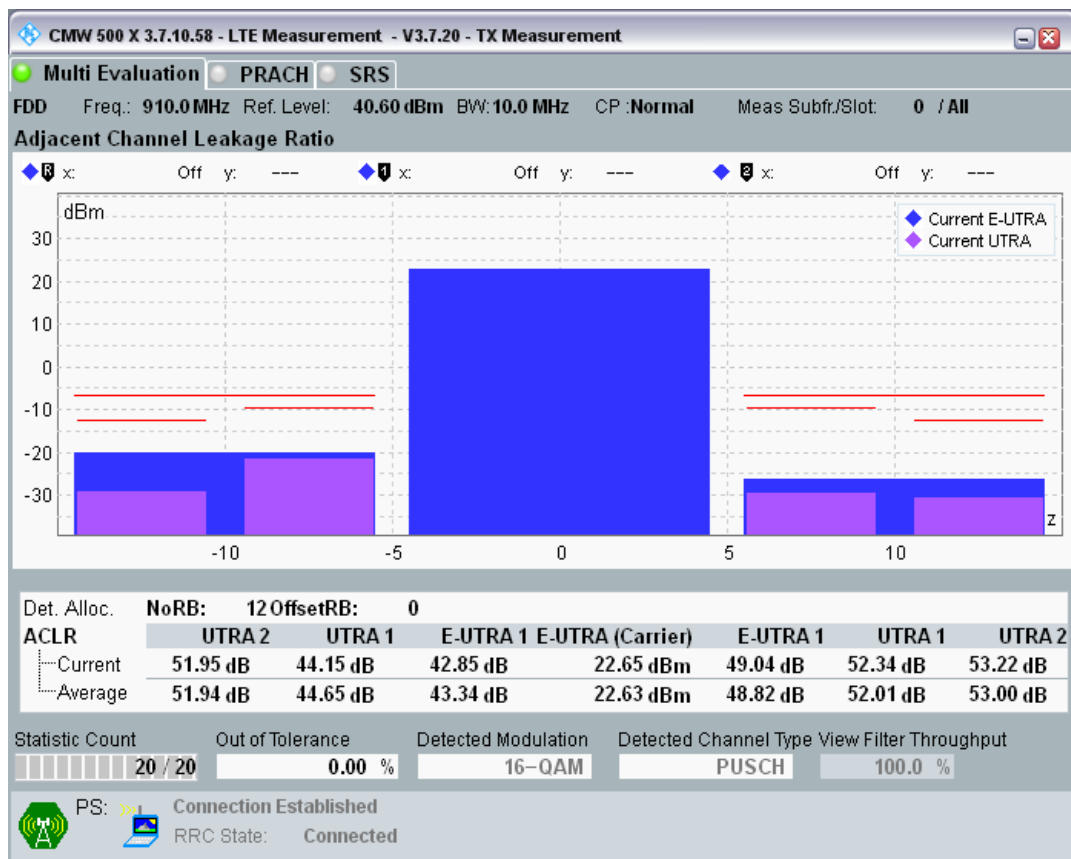 CMW 500 X 3.7.10.58 - LTE Measurement - V3.7.20 - TX Measurement
Multi Evaluation PRACH SRS
FDD Freq.: 910.0 MHz Ref. Level: 40.60 dBm BW: 10.0 MHz CP :Normal Meas Subfr./Slot: 0 / All
Adjacent Channel Leakage Ratio
R x: Off y: --- 1 x: Off y: --- 2 x: Off y: ---
dBm
Current E-UTRA
Current UTRA
30
20
10
0
-10
-20
-30
z
-10 -5 0 5 10
Det. Alloc. NoRB: 12 OffsetRB: 0
ACLR UTRA 2 UTRA 1 E-UTRA 1 E-UTRA (Carrier) E-UTRA 1 UTRA 1 UTRA 2
Current 51.95 dB 44.15 dB 42.85 dB 22.65 dBm 49.04 dB 52.34 dB 53.22 dB
Average 51.94 dB 44.65 dB 43.34 dB 22.63 dBm 48.82 dB 52.01 dB 53.00 dB
Statistic Count Out of Tolerance Detected Modulation Detected Channel Type View Filter Throughput
20 / 20 0.00 % 16-QAM PUSCH 100.0 %
PS: Connection Established
RRC State: Connected